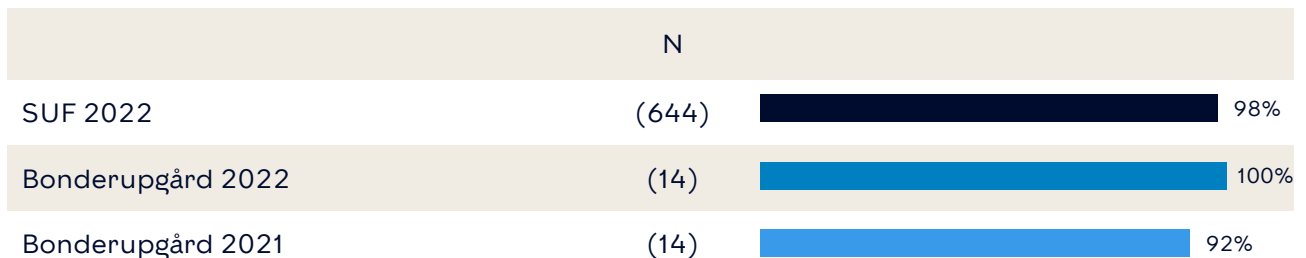 N
SUF 2022 (644) 98%
Bonderupgård 2022 (14) 100%
Bonderupgård 2021 (14) 92%